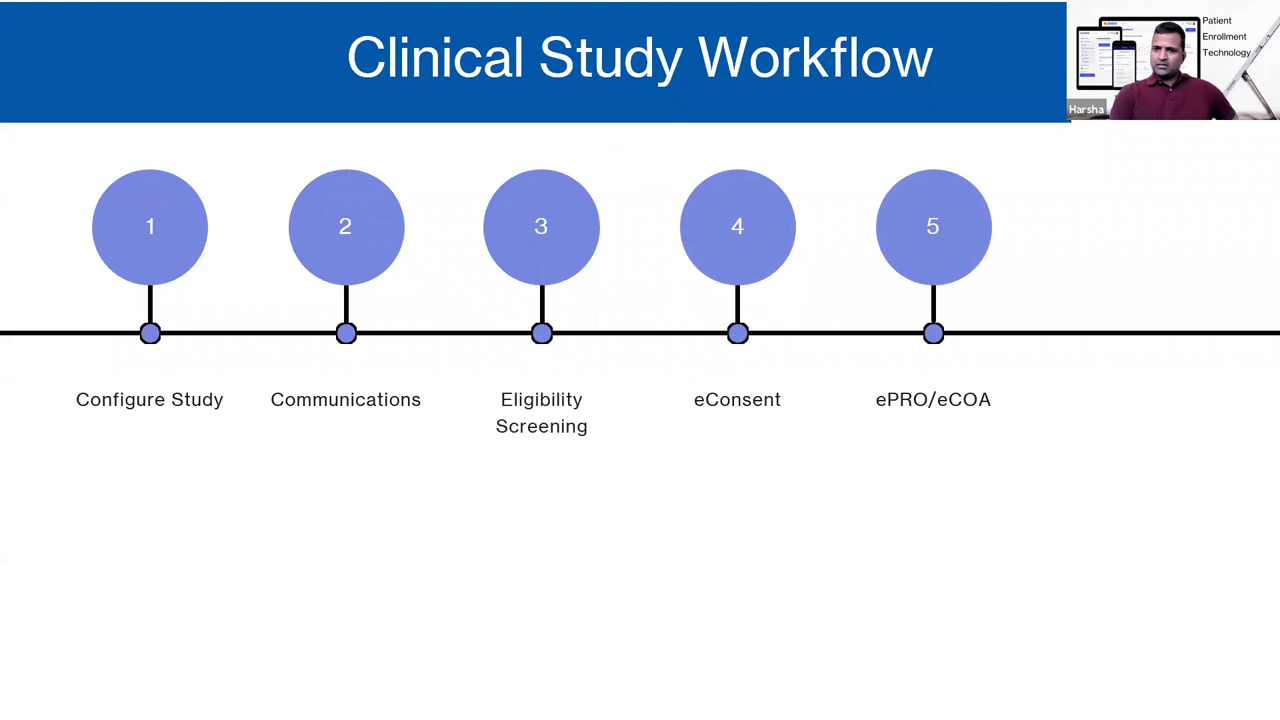 Clinical Study Workflow
Patient
Enrollment
Technology
Harsha
1
2
3
4
5
Configure Study
Communications
Eligibility
Screening
eConsent
ePRO/eCOA